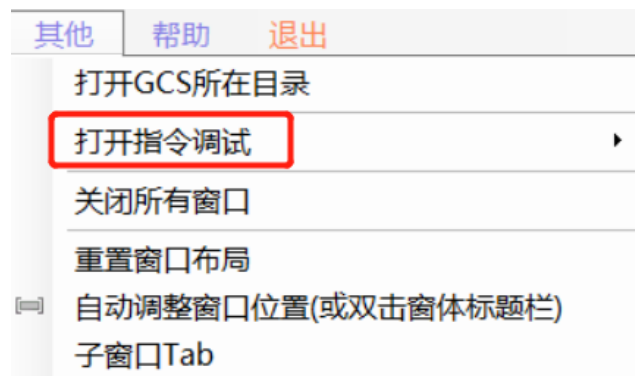 其他 帮助 退出
打开GCS所在目录
打开指令调试
关闭所有窗口
重置窗口布局
自动调整窗口位置(或双击窗体标题栏)
子窗口Tab